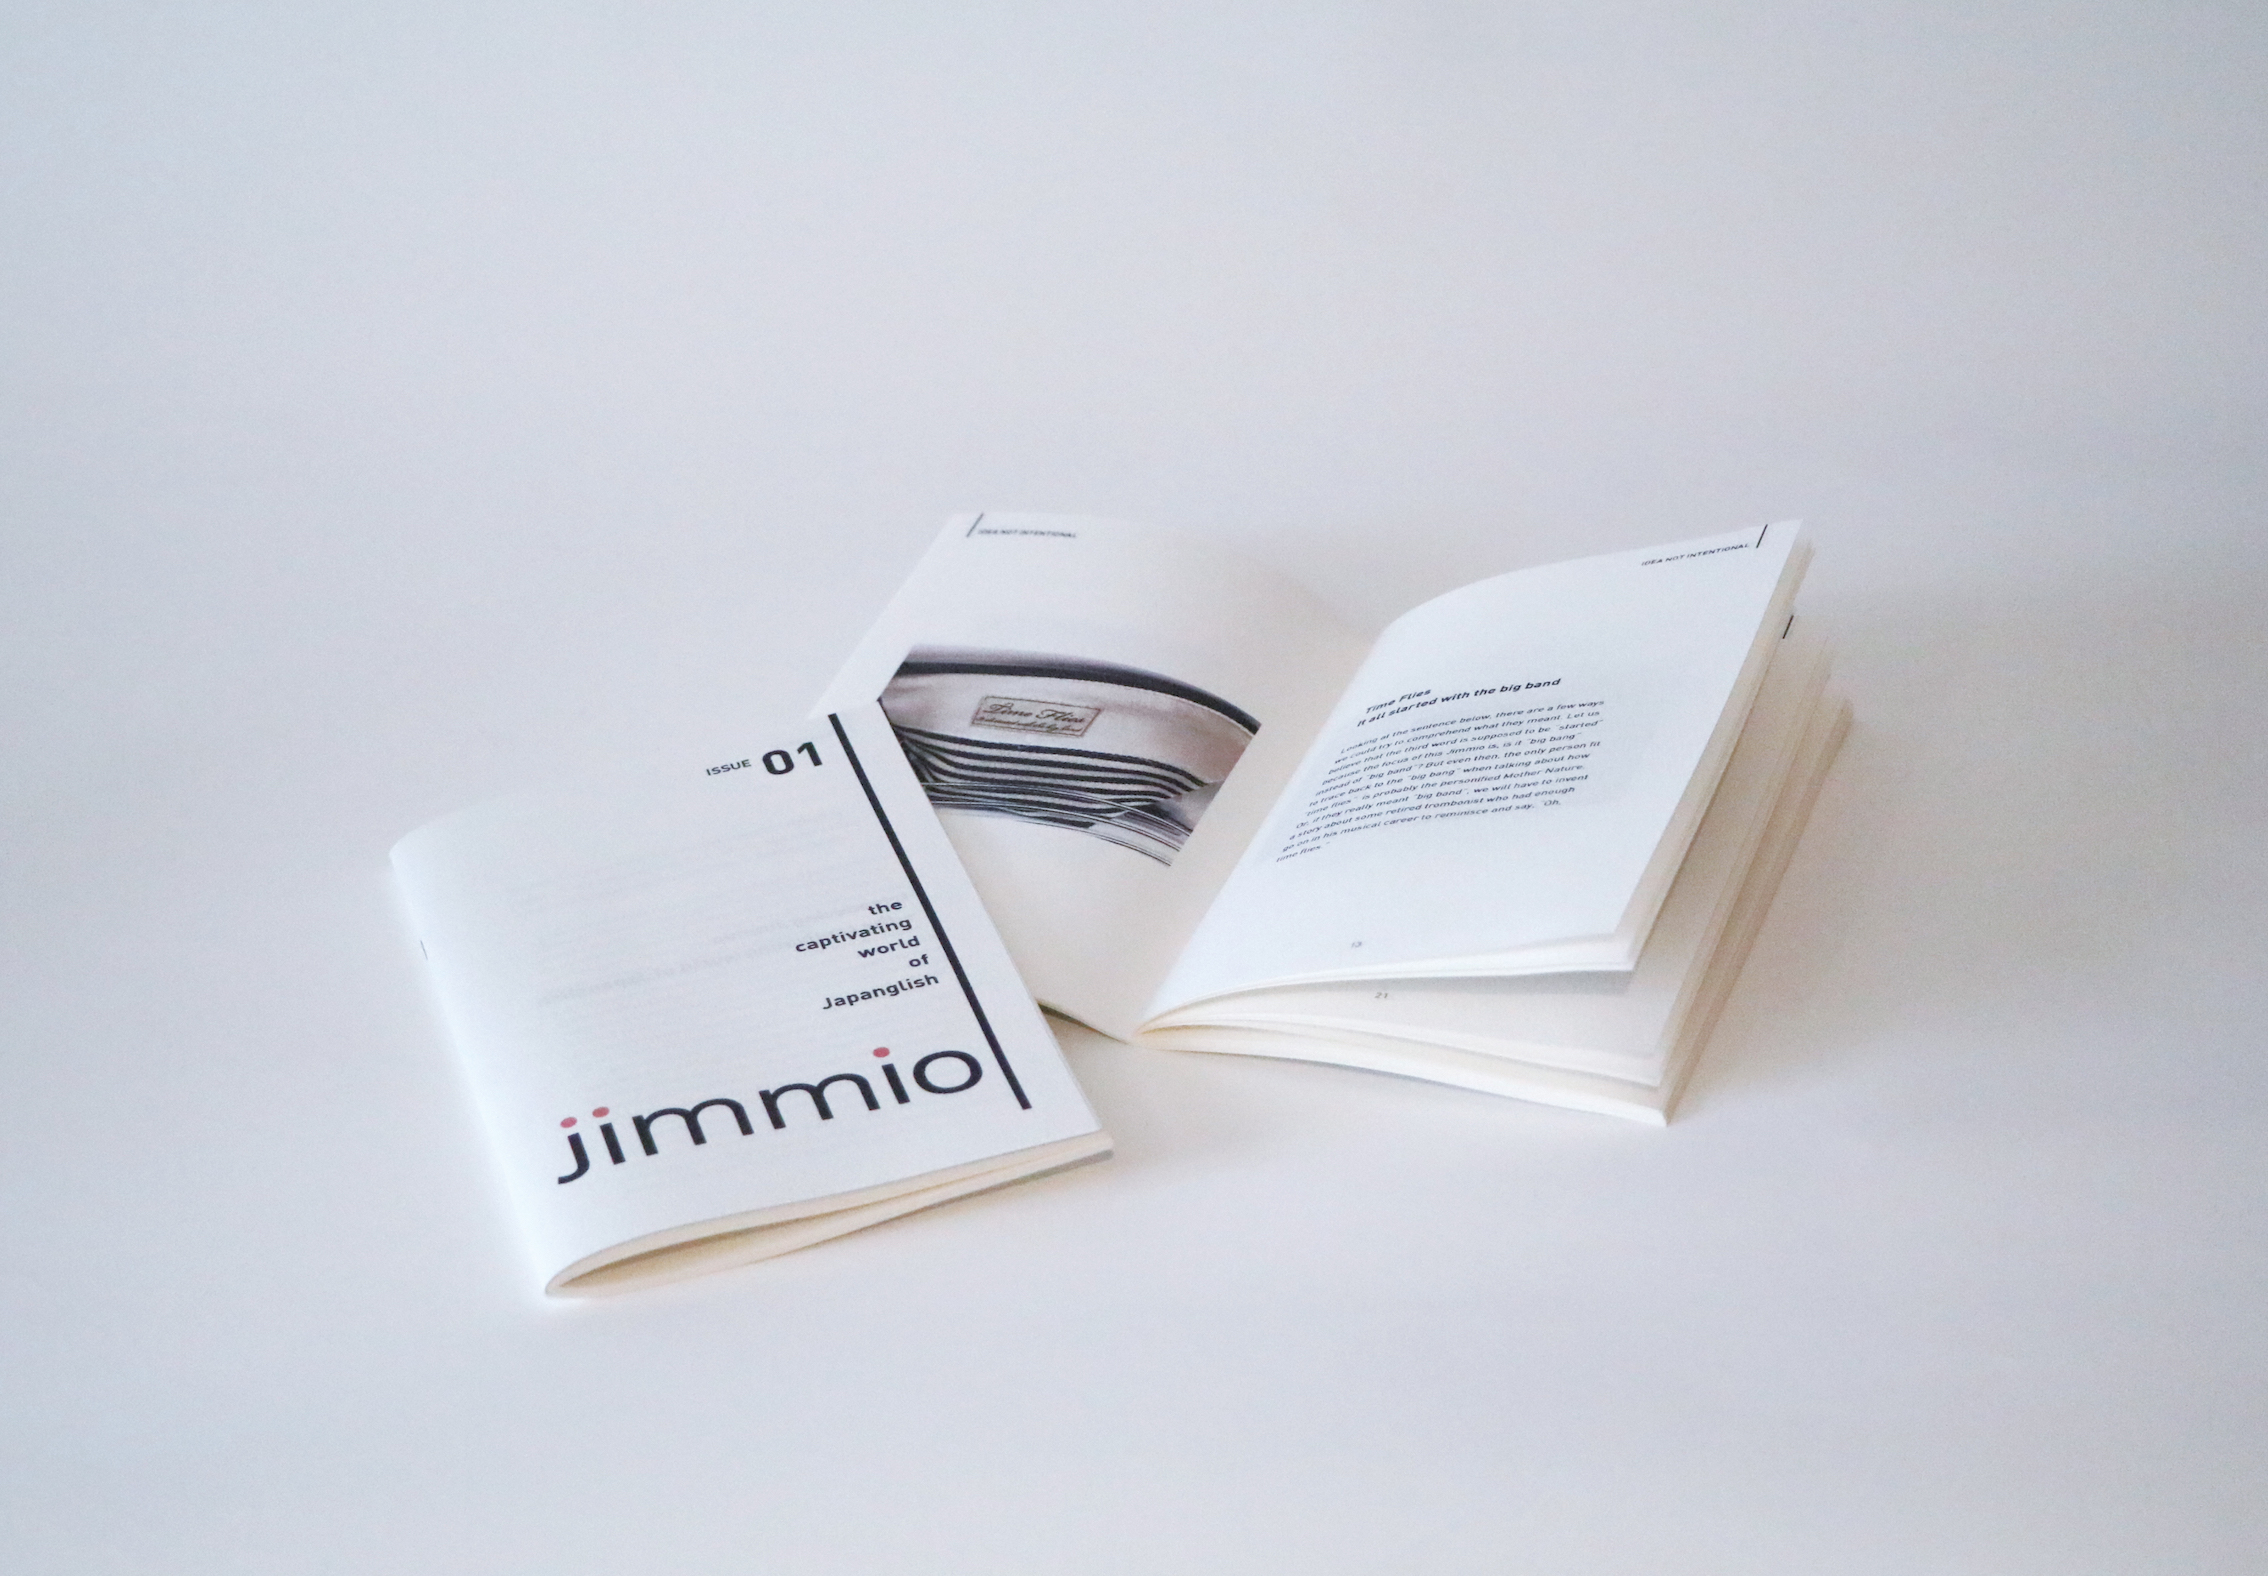 ISSUE 01
the
captivating
world
of
Japanglish
jimmio
IDEA NOT INTENTIONAL
Time Flies
IDEA NOT INTENTIONAL
Time Flies
It all started with the big band
Looking at the sentence below, there are a few ways
we could try to comprehend what they meant. Let us
believe that the third word is supposed to be "started"
because the focus of this Jimmio is, is it "big bang"
instead of "big band"? But even then, the only person fit
to trace back to the "big bang" when talking about how
"time flies" is probably the personified Mother Nature.
Or, if they really meant "big band", we will have to invent
a story about some retired trombonist who had enough
go on in his musical career to reminisce and say, "Oh,
time flies."
13
21